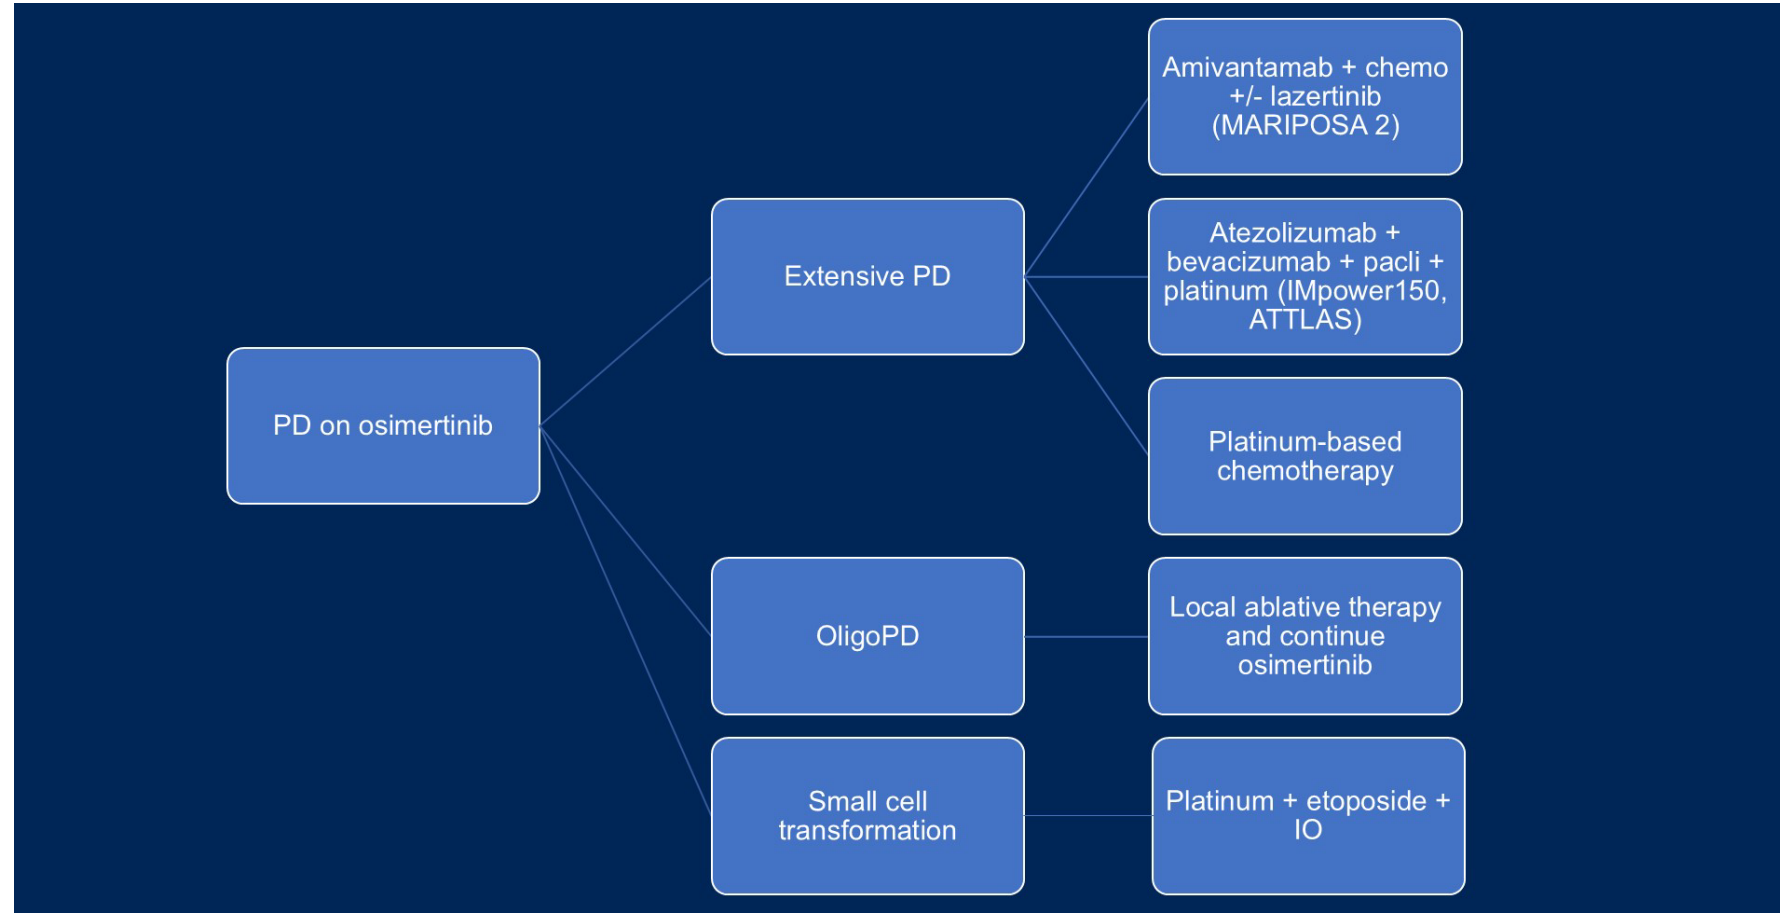 PD on osimertinib
Extensive PD
Amivantamab + chemo
+/- lazertinib
(MARIPOSA 2)
Atezolizumab +
bevacizumab + pacli +
platinum (IMpower150,
ATTLAS)
Platinum-based
chemotherapy
OligoPD
Local ablative therapy
and continue
osimertinib
Small cell
transformation
Platinum + etoposide +
IO